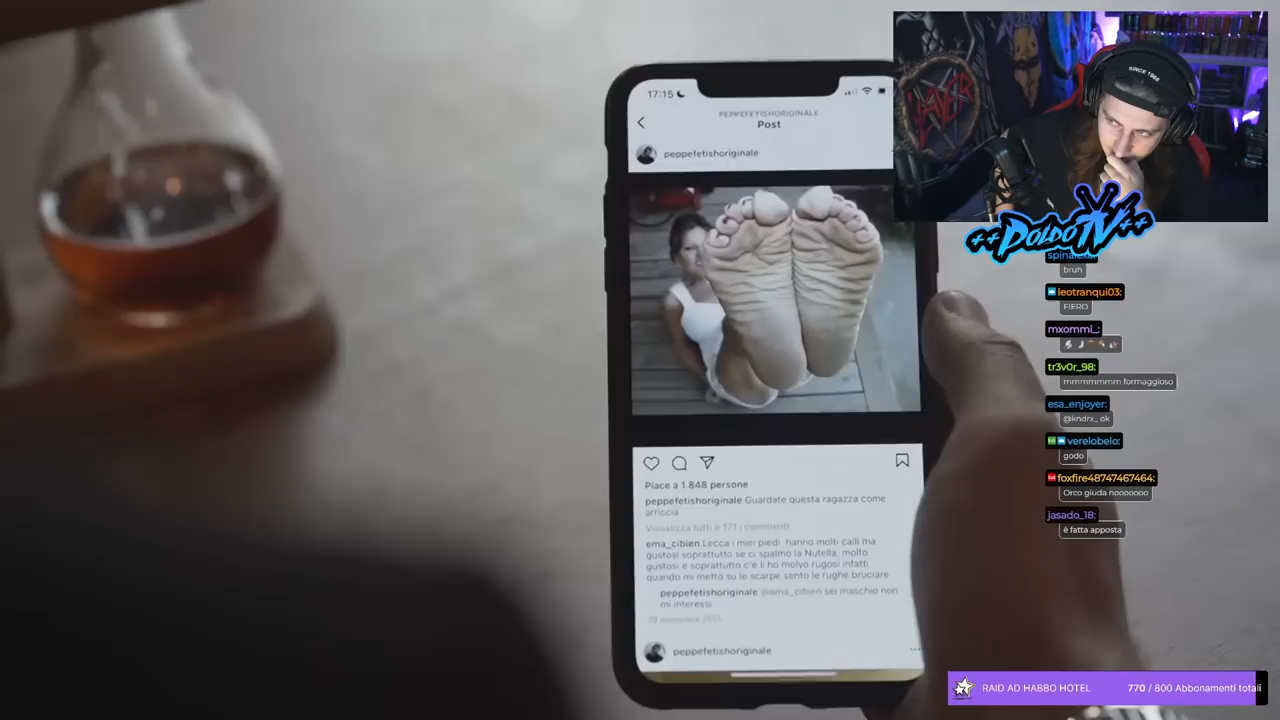 17:15
PEPPEFETISHORIGINALE
Post
peppefetishoriginale
Piace a 1.848 persone
peppefetishoriginale Guardate questa ragazza come
arriccia
Visualizza tutti e 171 i commenti
ema_cibien Lecca i miei piedi hanno molti calli ma
gustosi soprattutto se ci spalmo la Nutella, molto
gustosi e soprattutto c'è li ho molyo rugosi infatti
quando mi metto su le scarpe sento le rughe bruciare
peppefetishoriginale @ema_cibien sei maschio non
mi interessi
peppefetishoriginale
SLAYER
SINCE 1966
++DOLDOTV++
bruh
leotranqui03:
FIERO
mxommi_:
tr3v0r_98:
mmmmmmm formaggioso
esa_enjoyer:
@kndrx_ ok
verelobelo:
godo
foxfire48747467464:
Orco giuda nooooooo
jasado_18:
è fatta apposta
RAID AD HABBO HOTEL
770 / 800 Abbonamenti totali